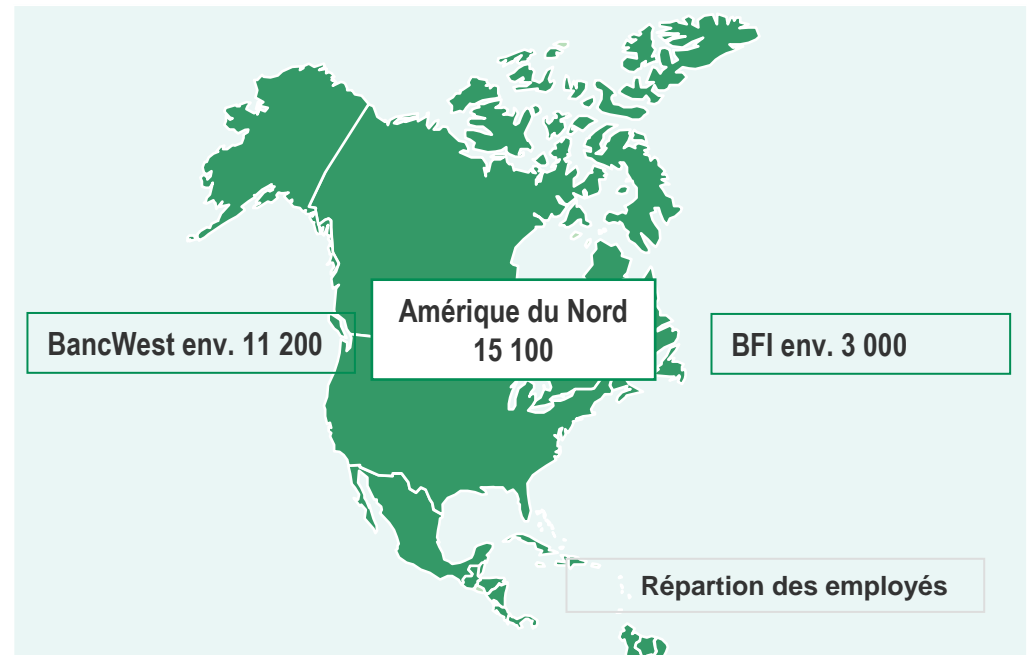 Amérique du Nord
15 100
BancWest env. 11 200
BFI env. 3 000
Répartion des employés